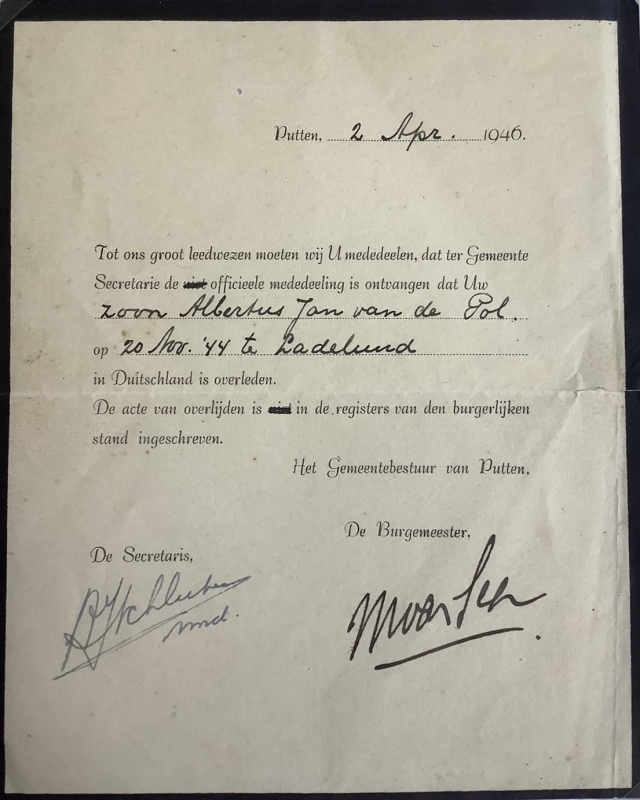 Putten, 2 Apr. 1946.
Tot ons groot leedwezen moeten wij U mededeelen, dat ter Gemeente
Secretarie de niet officieele mededeeling is ontvangen dat Uw
zoon Albertus Jan van de Pol.
op 20 Nov. '44 te Ladelund
in Duitschland is overleden.
De acte van overlijden is niet in de registers van den burgerlijken
stand ingeschreven.
Het Gemeentebestuur van Putten,
De Burgemeester,
De Secretaris,